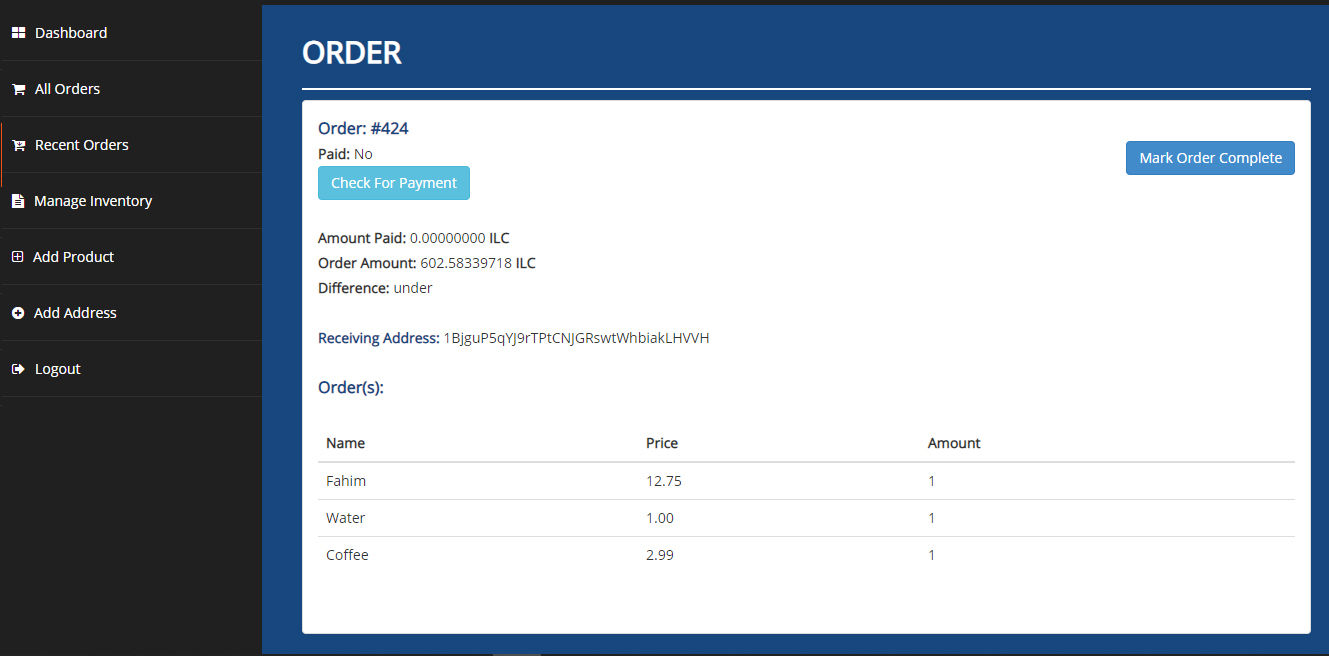 Dashboard
All Orders
Recent Orders
Manage Inventory
Add Product
Add Address
Logout
ORDER
Order: #424
Paid: No
Check For Payment
Mark Order Complete
Amount Paid: 0.00000000 ILC
Order Amount: 602.58339718 ILC
Difference: under
Receiving Address: 1BjguP5qYJ9rTPtCNJGRswtWhbiakLHVVH
Order(s):
Name Price Amount
Fahim 12.75 1
Water 1.00 1
Coffee 2.99 1